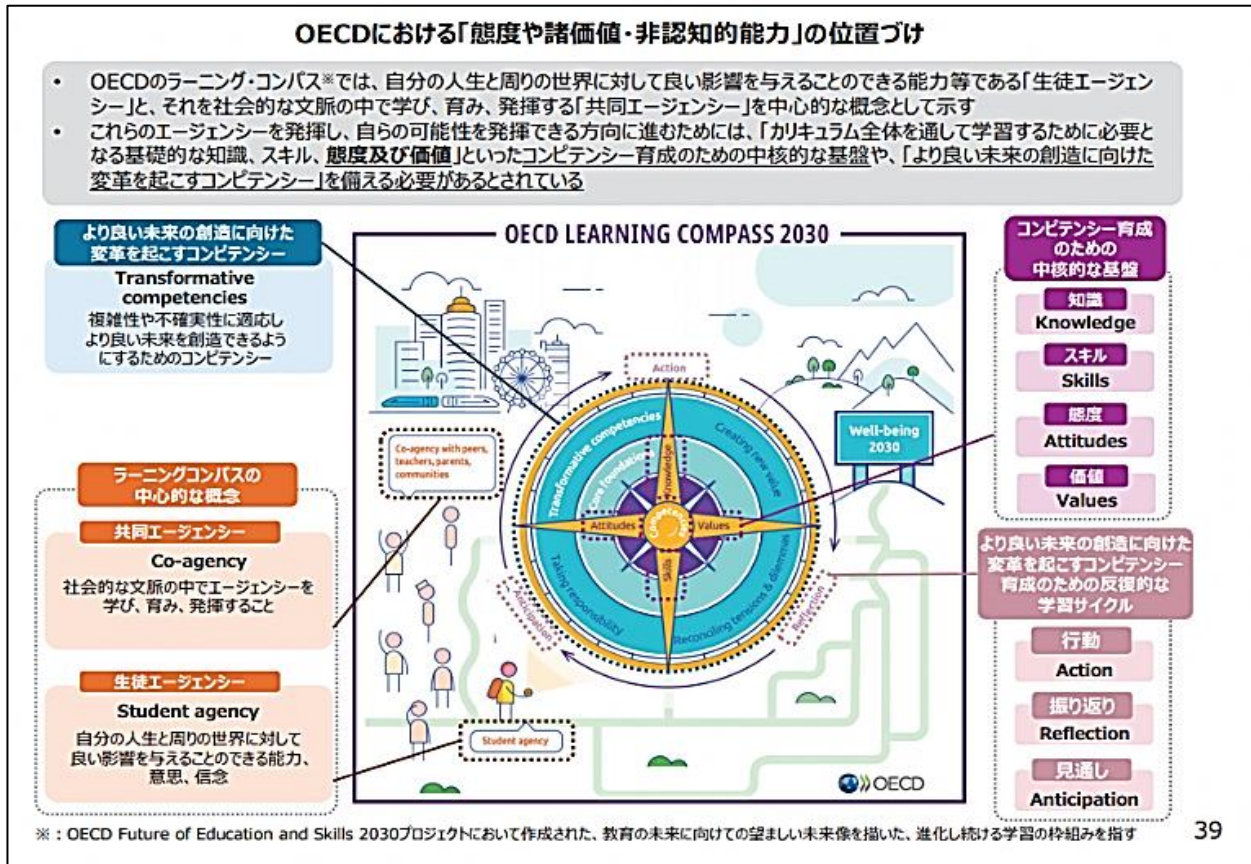 OECDにおける「態度や諸価値・非認知的能力」の位置づけ
• OECDのラーニング・コンパス※では、自分の人生と周りの世界に対して良い影響を与えることのできる能力等である「生徒エージェン
シー」と、それを社会的な文脈の中で学び、育み、発揮する「共同エージェンシー」を中心的な概念として示す
• これらのエージェンシーを発揮し、自らの可能性を発揮できる方向に進むためには、「カリキュラム全体を通して学習するために必要と
なる基礎的な知識、スキル、態度及び価値」といったコンピテンシー育成のための中核的な基盤や、「より良い未来の創造に向けた
変革を起こすコンピテンシー」を備える必要があるとされている
より良い未来の創造に向けた
変革を起こすコンピテンシー
Transformative
competencies
複雑性や不確実性に適応し
より良い未来を創造できるよう
にするためのコンピテンシー
ラーニングコンパスの
中心的な概念
共同エージェンシー
Co-agency
社会的な文脈の中でエージェンシーを
学び、育み、発揮すること
生徒エージェンシー
Student agency
自分の人生と周りの世界に対して
良い影響を与えることのできる能力、
意思、信念
OECD LEARNING COMPASS 2030
Action
Co-agency with peers,
teachers, parents,
communities
Transformative competencies
Creating new value
core foundations
Knowledge
Attitudes
Competencies
Values
Skills
Taking responsibility
Reconciling tensions & dilemmas
Anticipation
Reflection
Well-being
2030
Student agency
OECD
コンピテンシー育成
のための
中核的な基盤
知識
Knowledge
スキル
Skills
態度
Attitudes
価値
Values
より良い未来の創造に向けた
変革を起こすコンピテンシー
育成のための反復的な
学習サイクル
行動
Action
振り返り
Reflection
見通し
Anticipation
※：OECD Future of Education and Skills 2030プロジェクトにおいて作成された、教育の未来に向けての望ましい未来像を描いた、進化し続ける学習の枠組みを指す
39